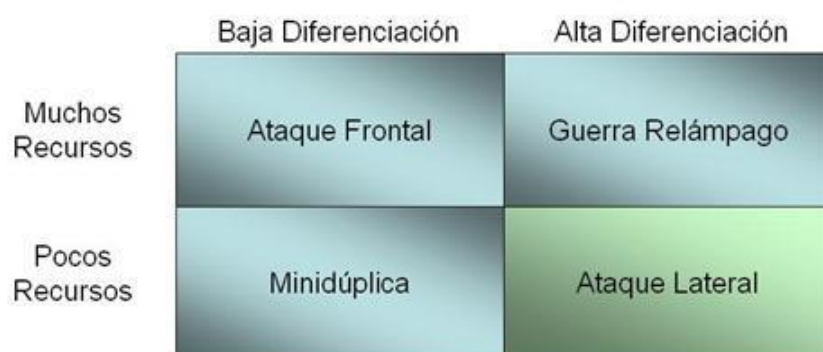 Baja Diferenciación
Alta Diferenciación
Muchos
Recursos
Ataque Frontal
Guerra Relámpago
Pocos
Recursos
Minidúplica
Ataque Lateral